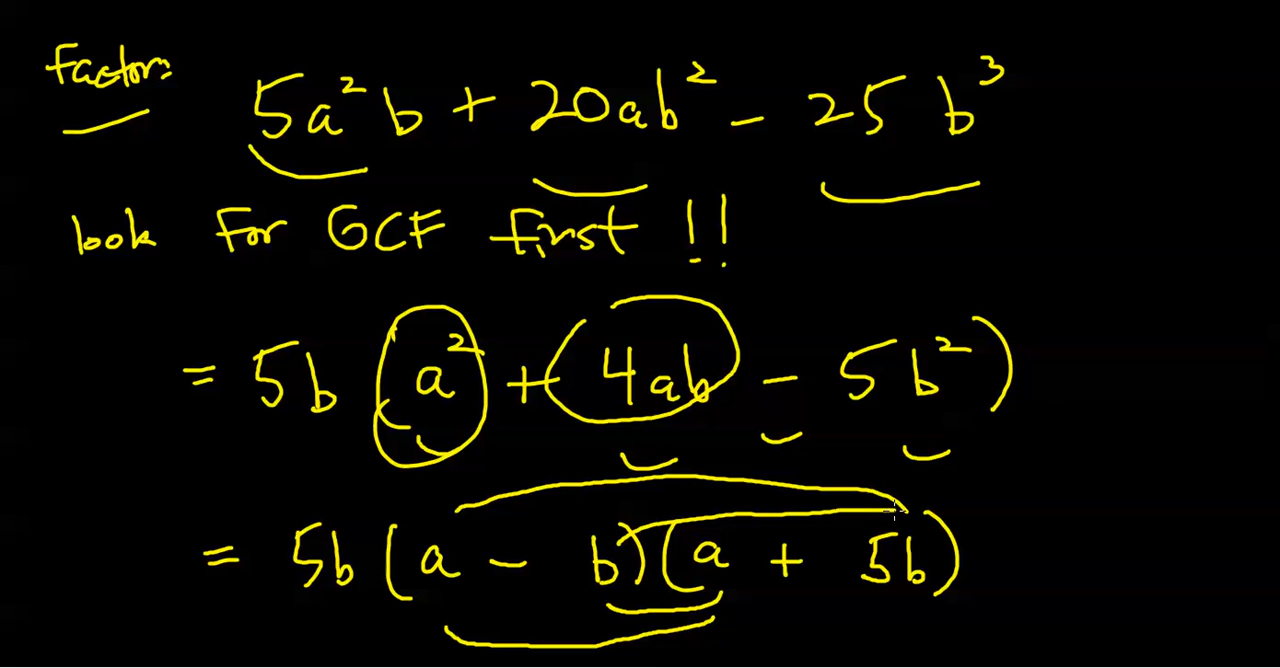 Factor:
5a²b + 20ab² - 25b³
look for GCF first !!
= 5b (a² + 4ab - 5b²)
= 5b (a - b)(a + 5b)